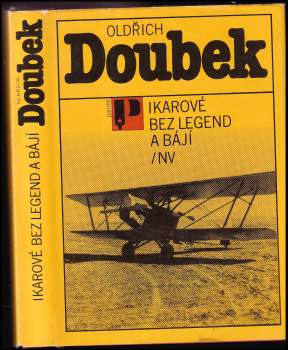 OLDŘICH
Doubek
IKAROVÉ
BEZ LEGEND
A BÁJÍ
/NV
P
IKAROVÉ BEZ LEGEND A BÁJÍ
Doubek